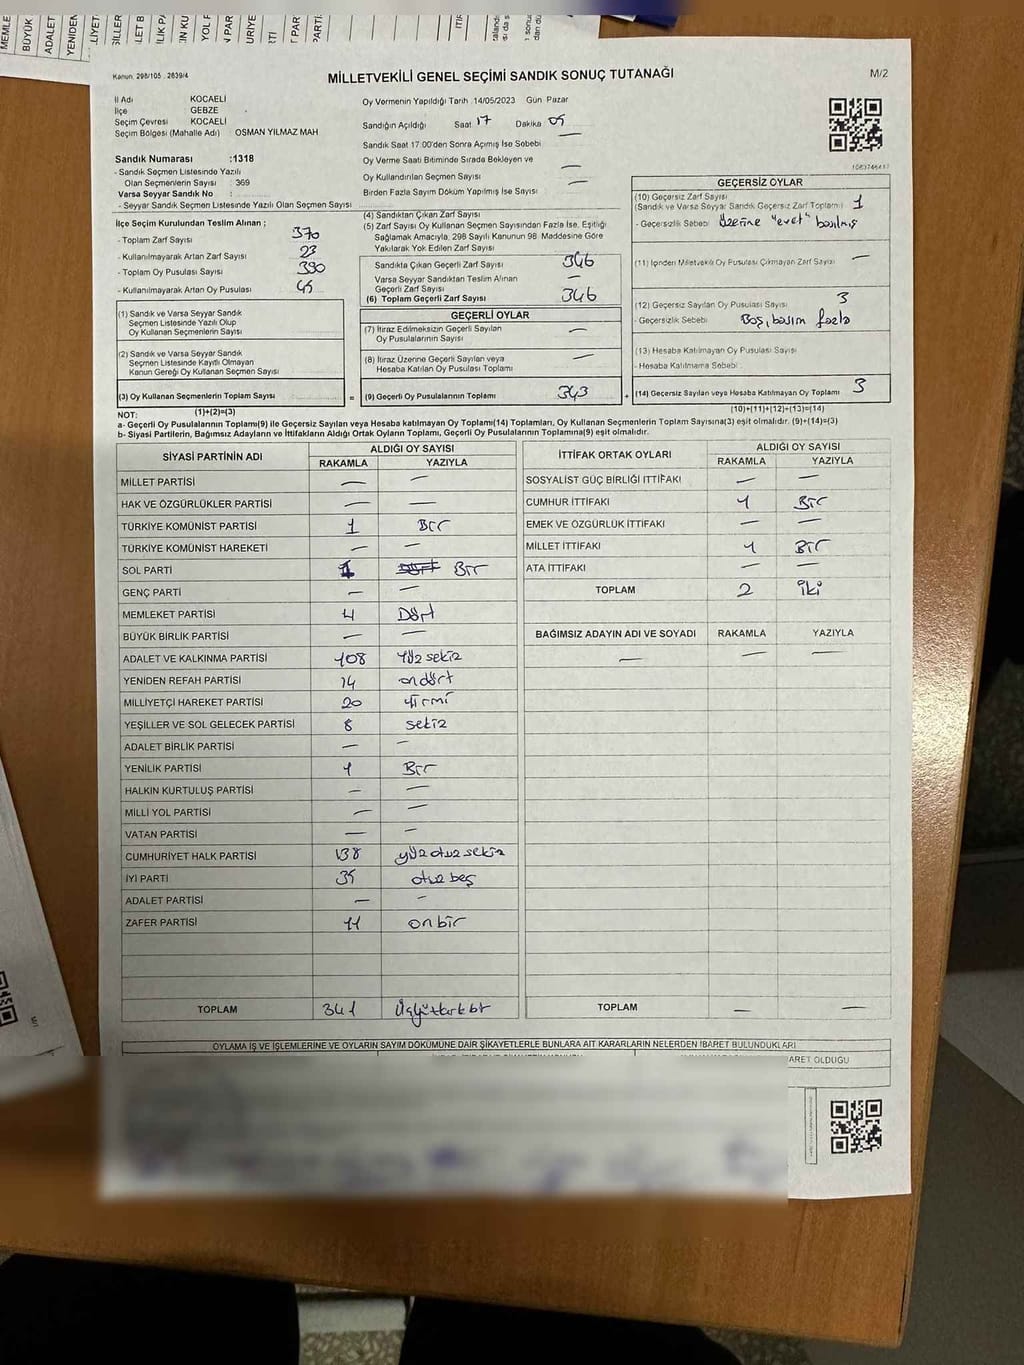 MEMLE
BÜYÜK
ADALET
YENİDEN
Kanun, 298/105 . 2839/4
MİLLETVEKİLİ GENEL SEÇİMİ SANDIK SONUÇ TUTANAĞI
M/2
İl Adı KOCAELİ
İlçe GEBZE
Seçim Çevresi KOCAELİ
Seçim Bölgesi (Mahalle Adı) OSMAN YILMAZ MAH
Sandık Numarası :1318
- Sandık Seçmen Listesinde Yazılı
Olan Seçmenlerin Sayısı : 369
Varsa Seyyar Sandık No :
- Seyyar Sandık Seçmen Listesinde Yazılı Olan Seçmen Sayısı
İlçe Seçim Kurulundan Teslim Alınan ;
- Toplam Zarf Sayısı 370
- Kullanılmayarak Artan Zarf Sayısı 23
- Toplam Oy Pusulası Sayısı 390
- Kullanılmayarak Artan Oy Pusulası 45
(1) Sandık ve Varsa Seyyar Sandık
Seçmen Listesinde Yazılı Olup
Oy Kullanan Seçmenlerin Sayısı
(2) Sandık ve Varsa Seyyar Sandık
Seçmen Listesinde Kayıtlı Olmayan
Kanun Gereği Oy Kullanan Seçmen Sayısı
(3) Oy Kullanan Seçmenlerin Toplam Sayısı =
(1)+(2)=(3)
Oy Vermenin Yapıldığı Tarih 14/05/2023 Gün Pazar
Sandığın Açıldığı Saat 17 Dakika 05
Sandık Saat 17:00'den Sonra Açılmış İse Sebebi —
Oy Verme Saati Bitiminde Sırada Bekleyen ve
Oy Kullandırılan Seçmen Sayısı —
Birden Fazla Sayım Döküm Yapılmış İse Sayısı —
(4) Sandıktan Çıkan Zarf Sayısı
(5) Zarf Sayısı Oy Kullanan Seçmen Sayısından Fazla İse, Eşitliği
Sağlamak Amacıyla, 298 Sayılı Kanunun 98. Maddesine Göre
Yakılarak Yok Edilen Zarf Sayısı
Sandıkta Çıkan Geçerli Zarf Sayısı 346
Varsa Seyyar Sandıktan Teslim Alınan
Geçerli Zarf Sayısı —
(6) Toplam Geçerli Zarf Sayısı 346
GEÇERLİ OYLAR
(7) İtiraz Edilmeksizin Geçerli Sayılan
Oy Pusulalarının Sayısı —
(8) İtiraz Üzerine Geçerli Sayılan veya
Hesaba Katılan Oy Pusulası Toplamı —
(9) Geçerli Oy Pusulalarının Toplamı 343 +
GEÇERSİZ OYLAR
(10) Geçersiz Zarf Sayısı
(Sandık ve Varsa Seyyar Sandık Geçersiz Zarf Toplamı) 1
- Geçersizlik Sebebi Üzerine "evet" basılmış
(11) İçinden Milletvekili Oy Pusulası Çıkmayan Zarf Sayısı —
(12) Geçersiz Sayılan Oy Pusulası Sayısı 3
- Geçersizlik Sebebi Boş, basım fazla
(13) Hesaba Katılmayan Oy Pusulası Sayısı
- Hesaba Katılmama Sebebi
(14) Geçersiz Sayılan veya Hesaba Katılmayan Oy Toplamı 3
(10)+(11)+(12)+(13)=(14)
NOT:
a- Geçerli Oy Pusulalarının Toplamı(9) ile Geçersiz Sayılan veya Hesaba katılmayan Oy Toplamı(14) Toplamları, Oy Kullanan Seçmenlerin Toplam Sayısına(3) eşit olmalıdır. (9)+(14)=(3)
b- Siyasi Partilerin, Bağımsız Adayların ve İttifakların Aldığı Ortak Oyların Toplamı, Geçerli Oy Pusulalarının Toplamına(9) eşit olmalıdır.
SİYASİ PARTİNİN ADI ALDIĞI OY SAYISI
RAKAMLA YAZIYLA
MİLLET PARTİSİ — —
HAK VE ÖZGÜRLÜKLER PARTİSİ — —
TÜRKİYE KOMÜNİST PARTİSİ 1 Bir
TÜRKİYE KOMÜNİST HAREKETİ — —
SOL PARTİ 1 Bir
GENÇ PARTİ — —
MEMLEKET PARTİSİ 4 Dört
BÜYÜK BİRLİK PARTİSİ — —
ADALET VE KALKINMA PARTİSİ 108 Yüz sekiz
YENİDEN REFAH PARTİSİ 14 on dört
MİLLİYETÇİ HAREKET PARTİSİ 20 Yirmi
YEŞİLLER VE SOL GELECEK PARTİSİ 8 sekiz
ADALET BİRLİK PARTİSİ — —
YENİLİK PARTİSİ 1 Bir
HALKIN KURTULUŞ PARTİSİ — —
MİLLİ YOL PARTİSİ — —
VATAN PARTİSİ — —
CUMHURİYET HALK PARTİSİ 138 yüz otuz sekiz
İYİ PARTİ 35 otuz beş
ADALET PARTİSİ — —
ZAFER PARTİSİ 11 on bir
TOPLAM 341 Üçyüzkırkbir
İTTİFAK ORTAK OYLARI ALDIĞI OY SAYISI
RAKAMLA YAZIYLA
SOSYALİST GÜÇ BİRLİĞİ İTTİFAKI — —
CUMHUR İTTİFAKI 1 Bir
EMEK VE ÖZGÜRLÜK İTTİFAKI — —
MİLLET İTTİFAKI 1 Bir
ATA İTTİFAKI — —
TOPLAM 2 iki
BAĞIMSIZ ADAYIN ADI VE SOYADI RAKAMLA YAZIYLA
— — —
TOPLAM — —
OYLAMA İŞ VE İŞLEMLERİNE VE OYLARIN SAYIM DÖKÜMÜNE DAİR ŞİKAYETLERLE BUNLARA AİT KARARLARIN NELERDEN İBARET BULUNDUKLARI
ARET OLDUĞU